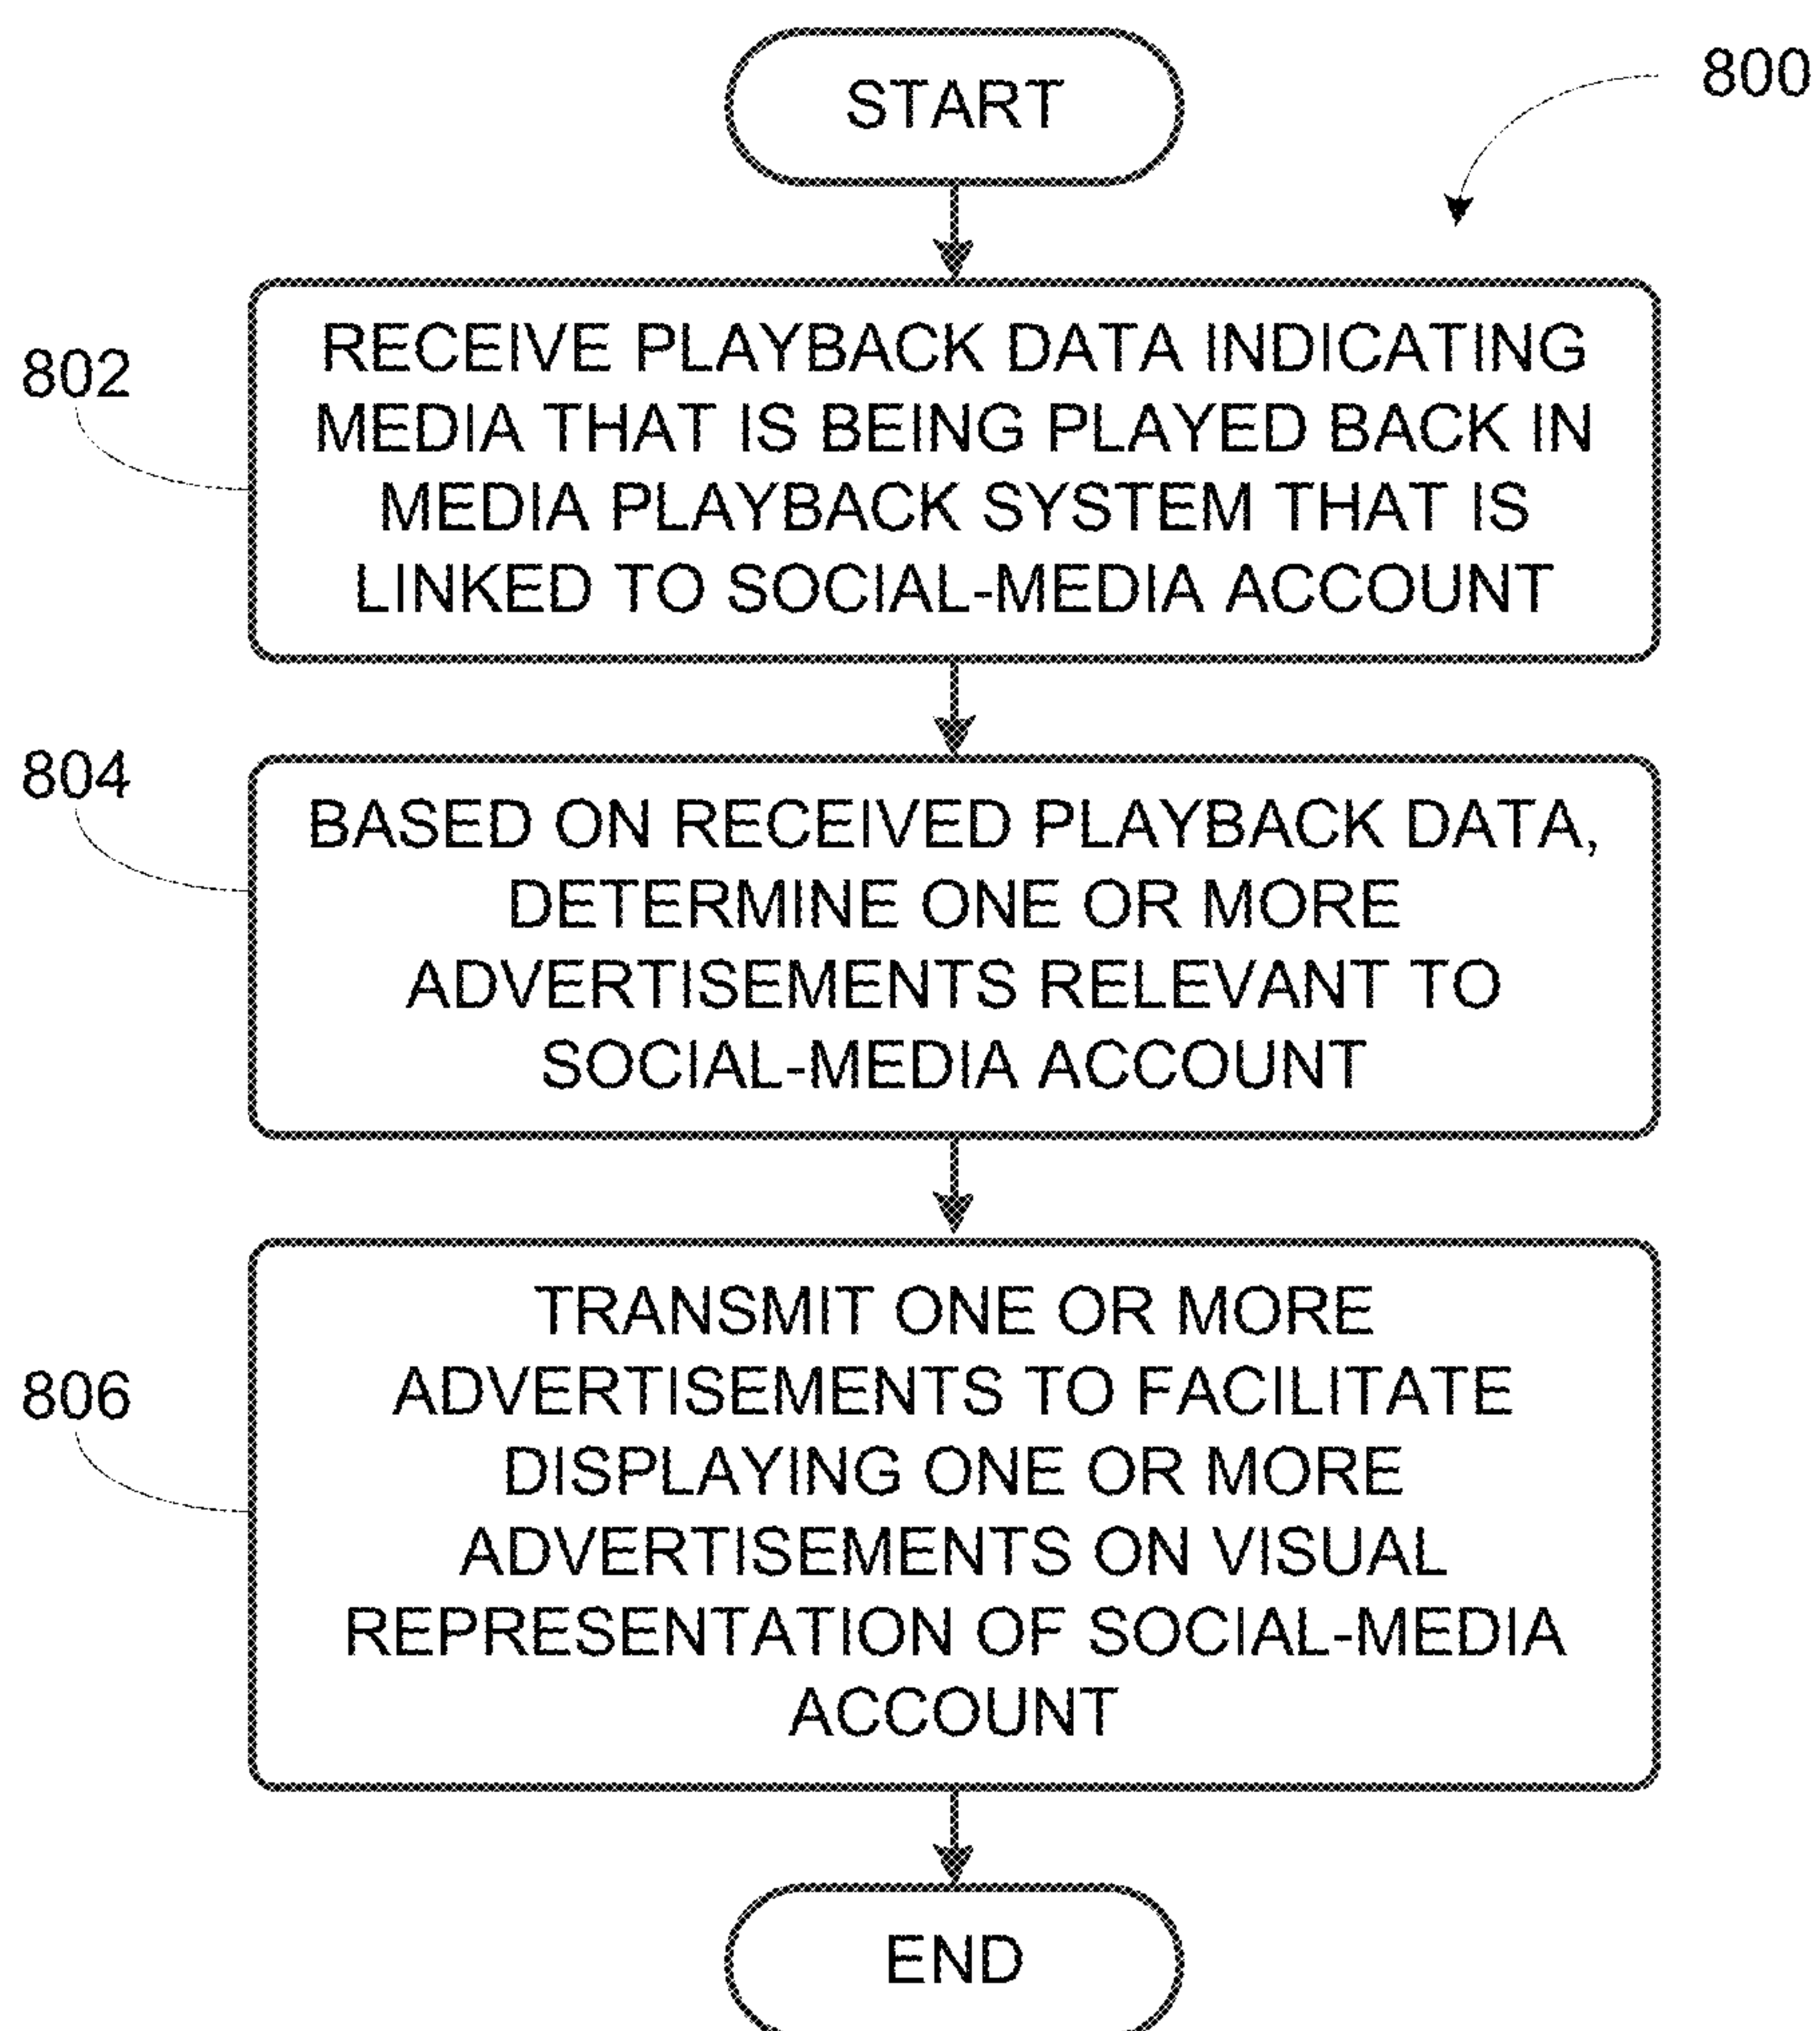 START
800
802
RECEIVE PLAYBACK DATA INDICATING
MEDIA THAT IS BEING PLAYED BACK IN
MEDIA PLAYBACK SYSTEM THAT IS
LINKED TO SOCIAL-MEDIA ACCOUNT
804
BASED ON RECEIVED PLAYBACK DATA,
DETERMINE ONE OR MORE
ADVERTISEMENTS RELEVANT TO
SOCIAL-MEDIA ACCOUNT
806
TRANSMIT ONE OR MORE
ADVERTISEMENTS TO FACILITATE
DISPLAYING ONE OR MORE
ADVERTISEMENTS ON VISUAL
REPRESENTATION OF SOCIAL-MEDIA
ACCOUNT
END